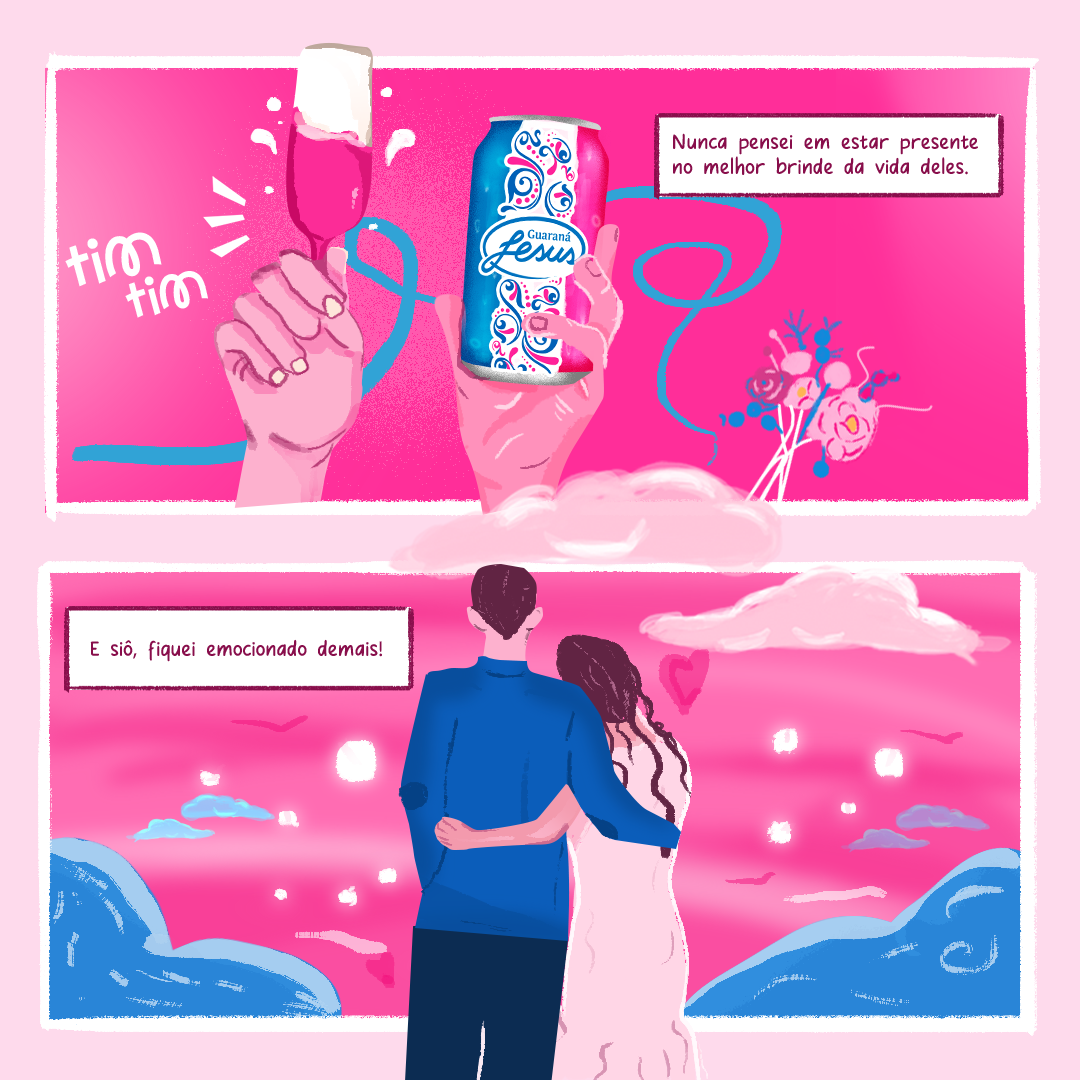 Nunca pensei em estar presente
no melhor brinde da vida deles.
tim
tim
Guaraná
Jesus
E siô, fiquei emocionado demais!